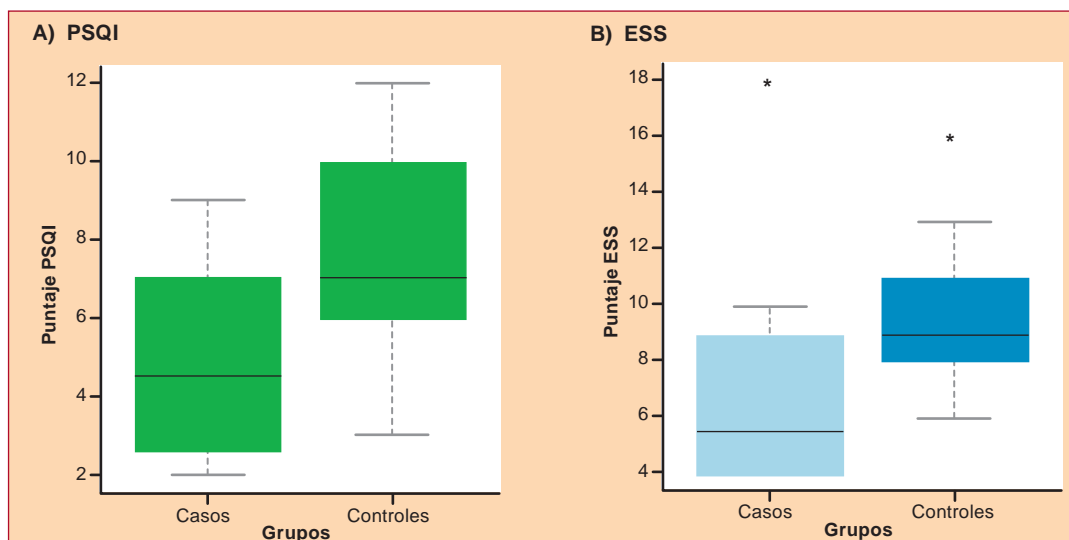 A) PSQI
Puntaje PSQI
12
10
8
6
4
2
Casos
Controles
Grupos
B) ESS
Puntaje ESS
18
16
14
12
10
8
6
4
*
*
Casos
Controles
Grupos